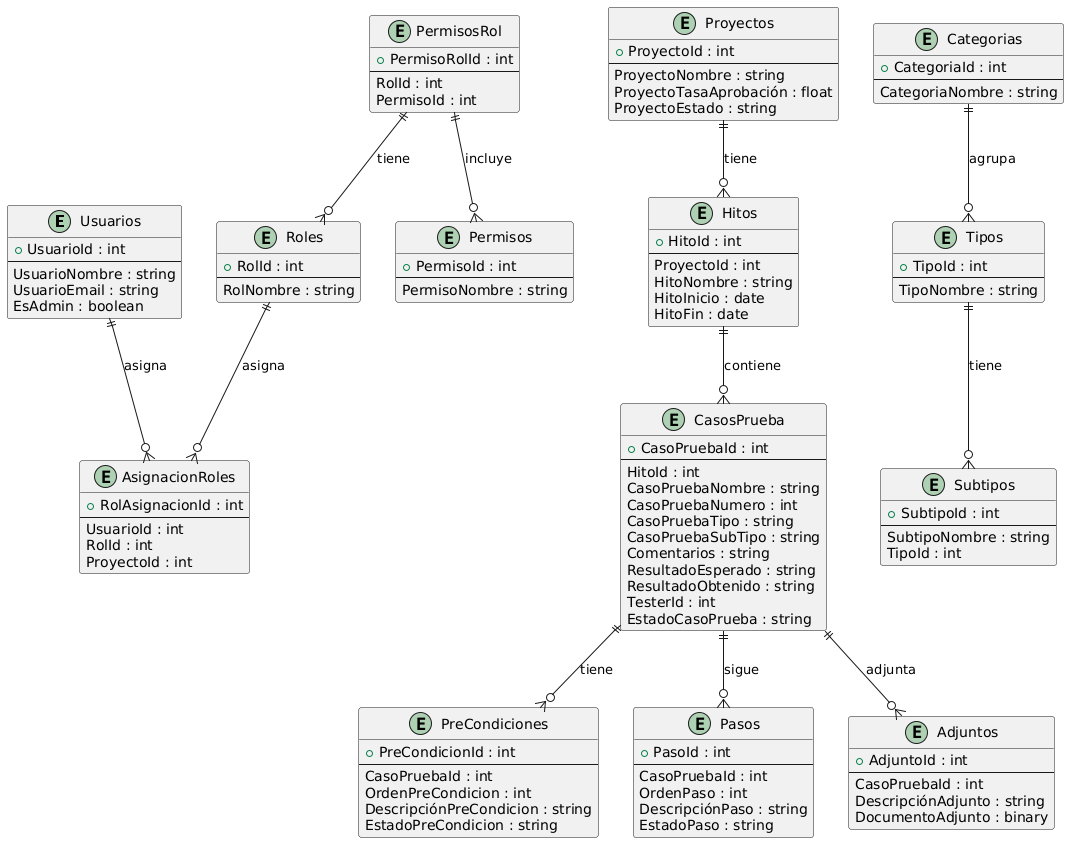 E PermisosRol
PermisoRolId : int
RolId : int
PermisoId : int
E Proyectos
ProyectoId : int
ProyectoNombre : string
ProyectoTasaAprobación : float
ProyectoEstado : string
E Categorias
CategoriaId : int
CategoriaNombre : string
tiene
incluye
tiene
agrupa
E Usuarios
UsuarioId : int
UsuarioNombre : string
UsuarioEmail : string
EsAdmin : boolean
E Roles
RolId : int
RolNombre : string
E Permisos
PermisoId : int
PermisoNombre : string
E Hitos
HitoId : int
ProyectoId : int
HitoNombre : string
HitoInicio : date
HitoFin : date
E Tipos
TipoId : int
TipoNombre : string
asigna
asigna
contiene
tiene
E AsignacionRoles
RolAsignacionId : int
UsuarioId : int
RolId : int
ProyectoId : int
E CasosPrueba
CasoPruebaId : int
HitoId : int
CasoPruebaNombre : string
CasoPruebaNumero : int
CasoPruebaTipo : string
CasoPruebaSubTipo : string
Comentarios : string
ResultadoEsperado : string
ResultadoObtenido : string
TesterId : int
EstadoCasoPrueba : string
E Subtipos
SubtipoId : int
SubtipoNombre : string
TipoId : int
tiene
sigue
adjunta
E PreCondiciones
PreCondicionId : int
CasoPruebaId : int
OrdenPreCondicion : int
DescripciónPreCondicion : string
EstadoPreCondicion : string
E Pasos
PasoId : int
CasoPruebaId : int
OrdenPaso : int
DescripciónPaso : string
EstadoPaso : string
E Adjuntos
AdjuntoId : int
CasoPruebaId : int
DescripciónAdjunto : string
DocumentoAdjunto : binary